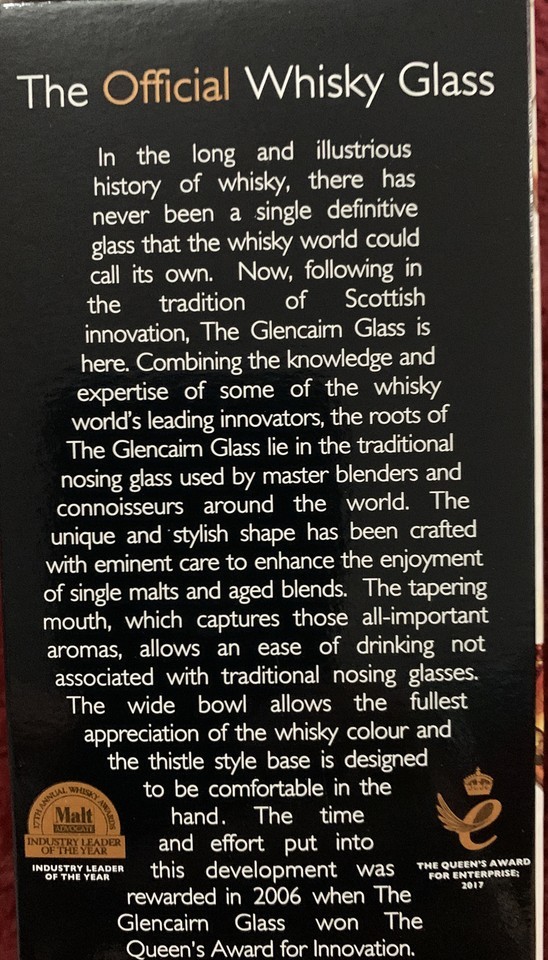 The Official Whisky Glass
In the long and illustrious
history of whisky, there has
never been a single definitive
glass that the whisky world could
call its own. Now, following in
the tradition of Scottish
innovation, The Glencairn Glass is
here. Combining the knowledge and
expertise of some of the whisky
world's leading innovators, the roots of
The Glencairn Glass lie in the traditional
nosing glass used by master blenders and
connoisseurs around the world. The
unique and stylish shape has been crafted
with eminent care to enhance the enjoyment
of single malts and aged blends. The tapering
mouth, which captures those all-important
aromas, allows an ease of drinking not
associated with traditional nosing glasses.
The wide bowl allows the fullest
appreciation of the whisky colour and
the thistle style base is designed
to be comfortable in the
hand. The time
and effort put into
this development was
rewarded in 2006 when The
Glencairn Glass won The
Queen's Award for Innovation.
17TH ANNUAL WHISKY AWARDS
Malt
ADVOCATE
INDUSTRY LEADER
OF THE YEAR
INDUSTRY LEADER
OF THE YEAR
THE QUEEN'S AWARD
FOR ENTERPRISE:
2017